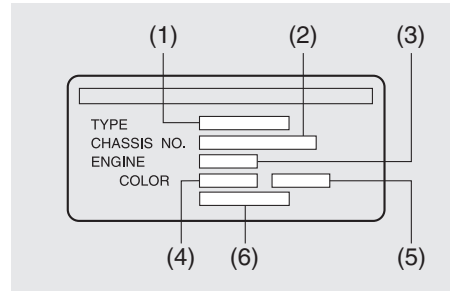 (1) (2) (3)
TYPE
CHASSIS NO.
ENGINE
COLOR
(4) (6) (5)